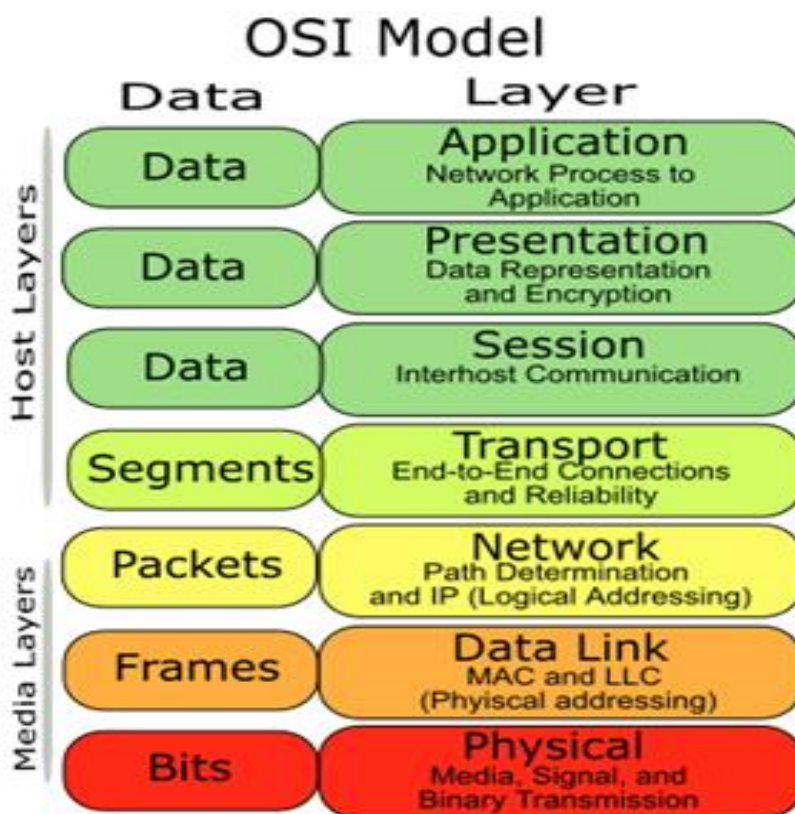 OSI Model
Data Layer
Host Layers
Data
Application
Network Process to
Application
Data
Presentation
Data Representation
and Encryption
Data
Session
Interhost Communication
Segments
Transport
End-to-End Connections
and Reliability
Media Layers
Packets
Network
Path Determination
and IP (Logical Addressing)
Frames
Data Link
MAC and LLC
(Phyiscal addressing)
Bits
Physical
Media, Signal, and
Binary Transmission